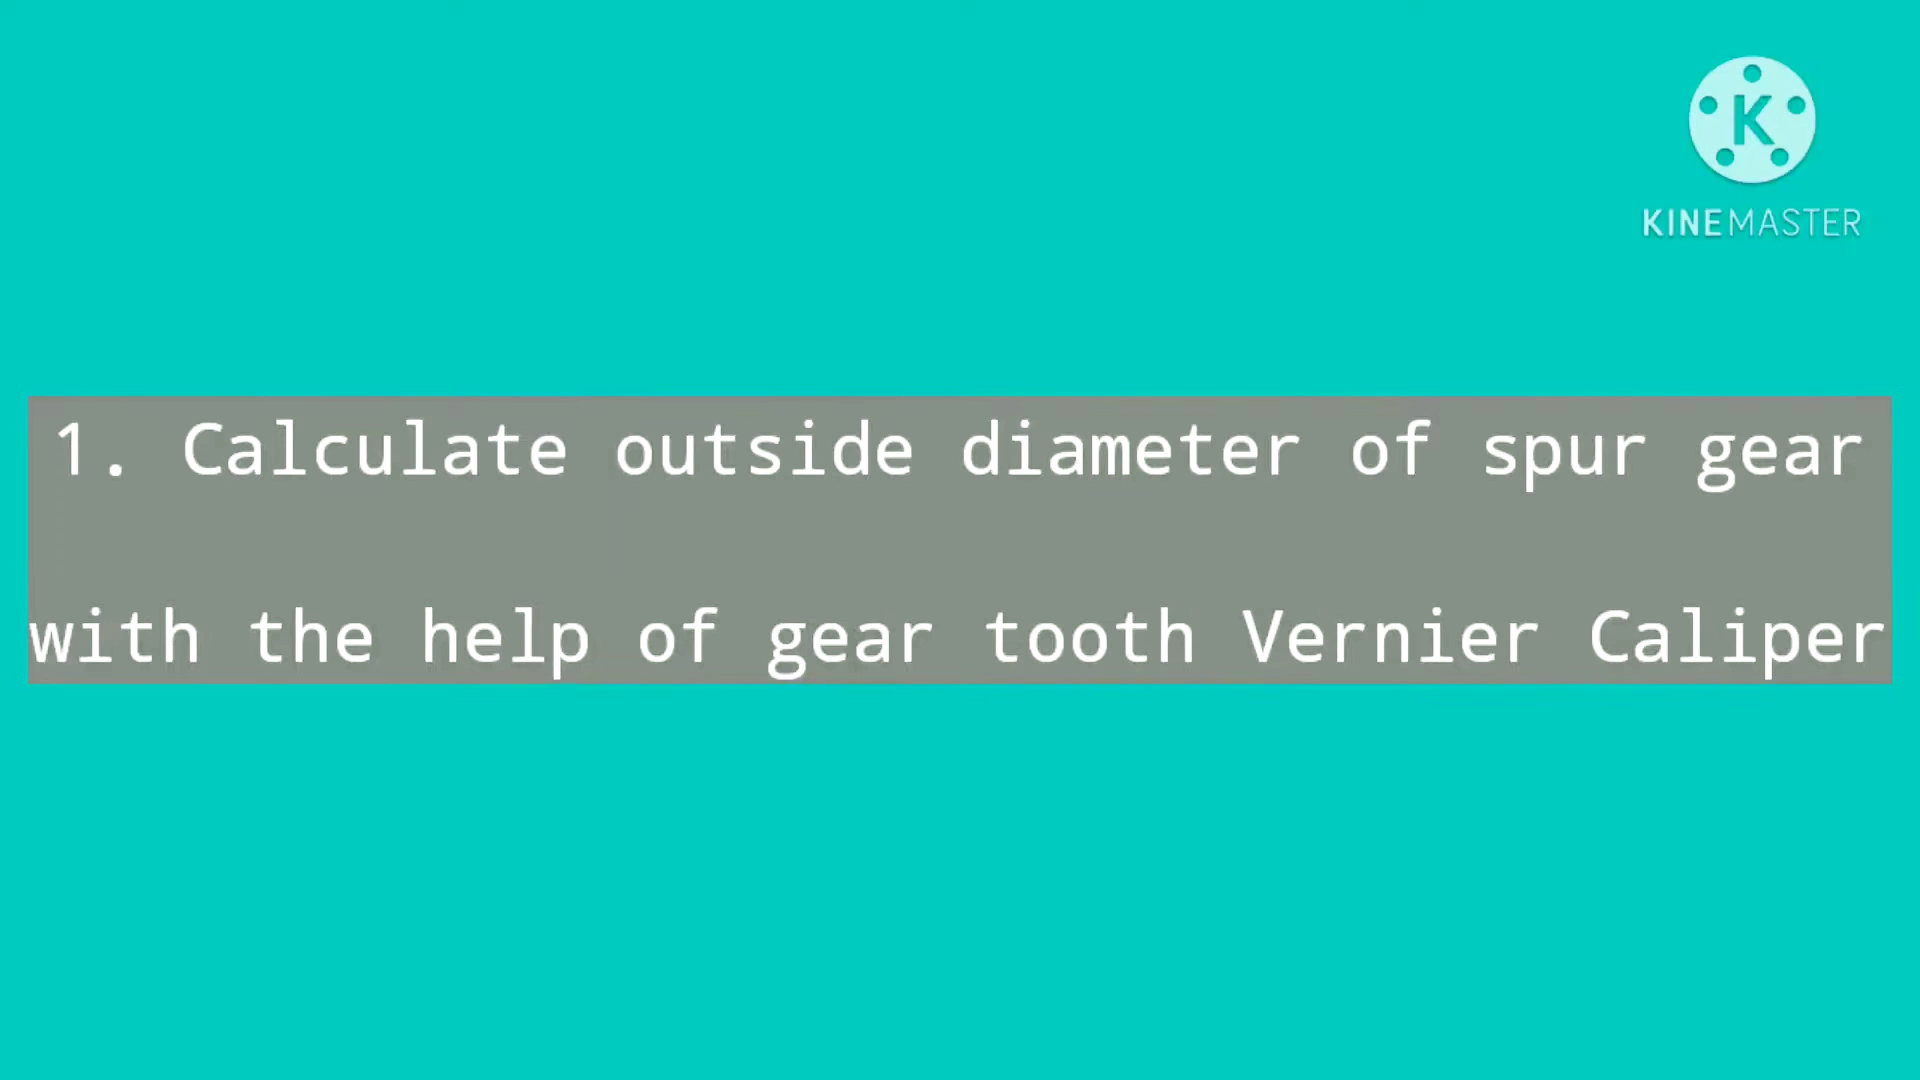 K
KINEMASTER
1. Calculate outside diameter of spur gear
with the help of gear tooth Vernier Caliper